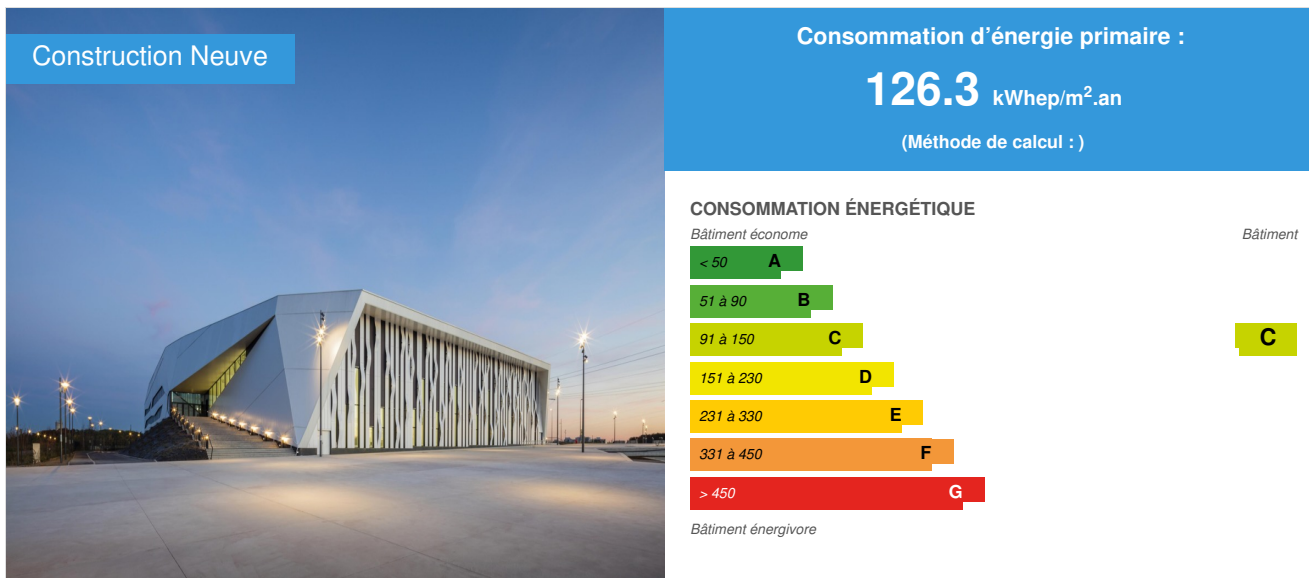 Construction Neuve
Consommation d'énergie primaire :
126.3 kWhep/m².an
(Méthode de calcul : )
CONSOMMATION ÉNERGÉTIQUE
Bâtiment économe
Bâtiment
< 50 A
51 à 90 B
91 à 150 C
C
151 à 230 D
231 à 330 E
331 à 450 F
> 450 G
Bâtiment énergivore